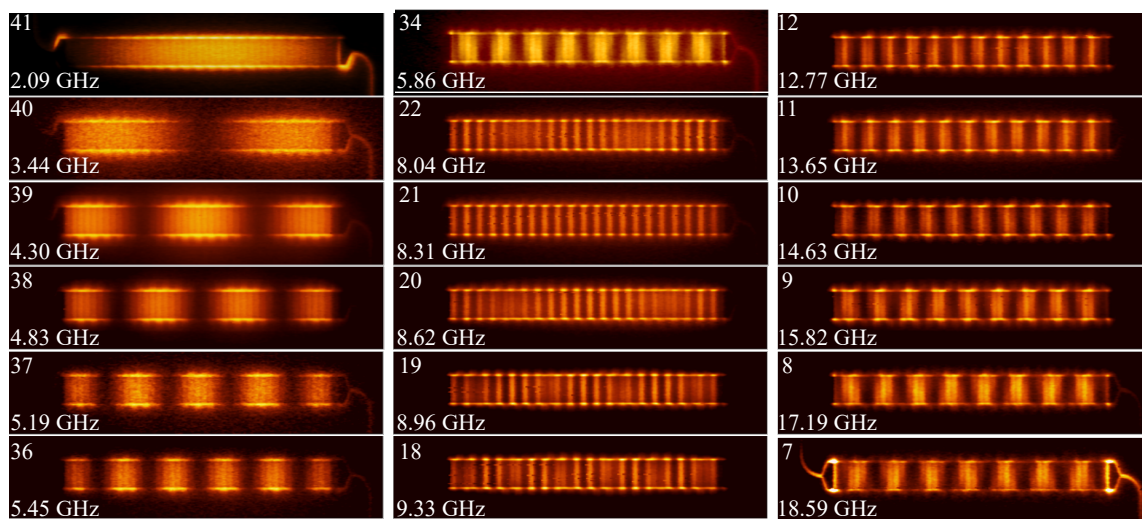 41
2.09 GHz
40
3.44 GHz
39
4.30 GHz
38
4.83 GHz
37
5.19 GHz
36
5.45 GHz
34
5.86 GHz
22
8.04 GHz
21
8.31 GHz
20
8.62 GHz
19
8.96 GHz
18
9.33 GHz
12
12.77 GHz
11
13.65 GHz
10
14.63 GHz
9
15.82 GHz
8
17.19 GHz
7
18.59 GHz